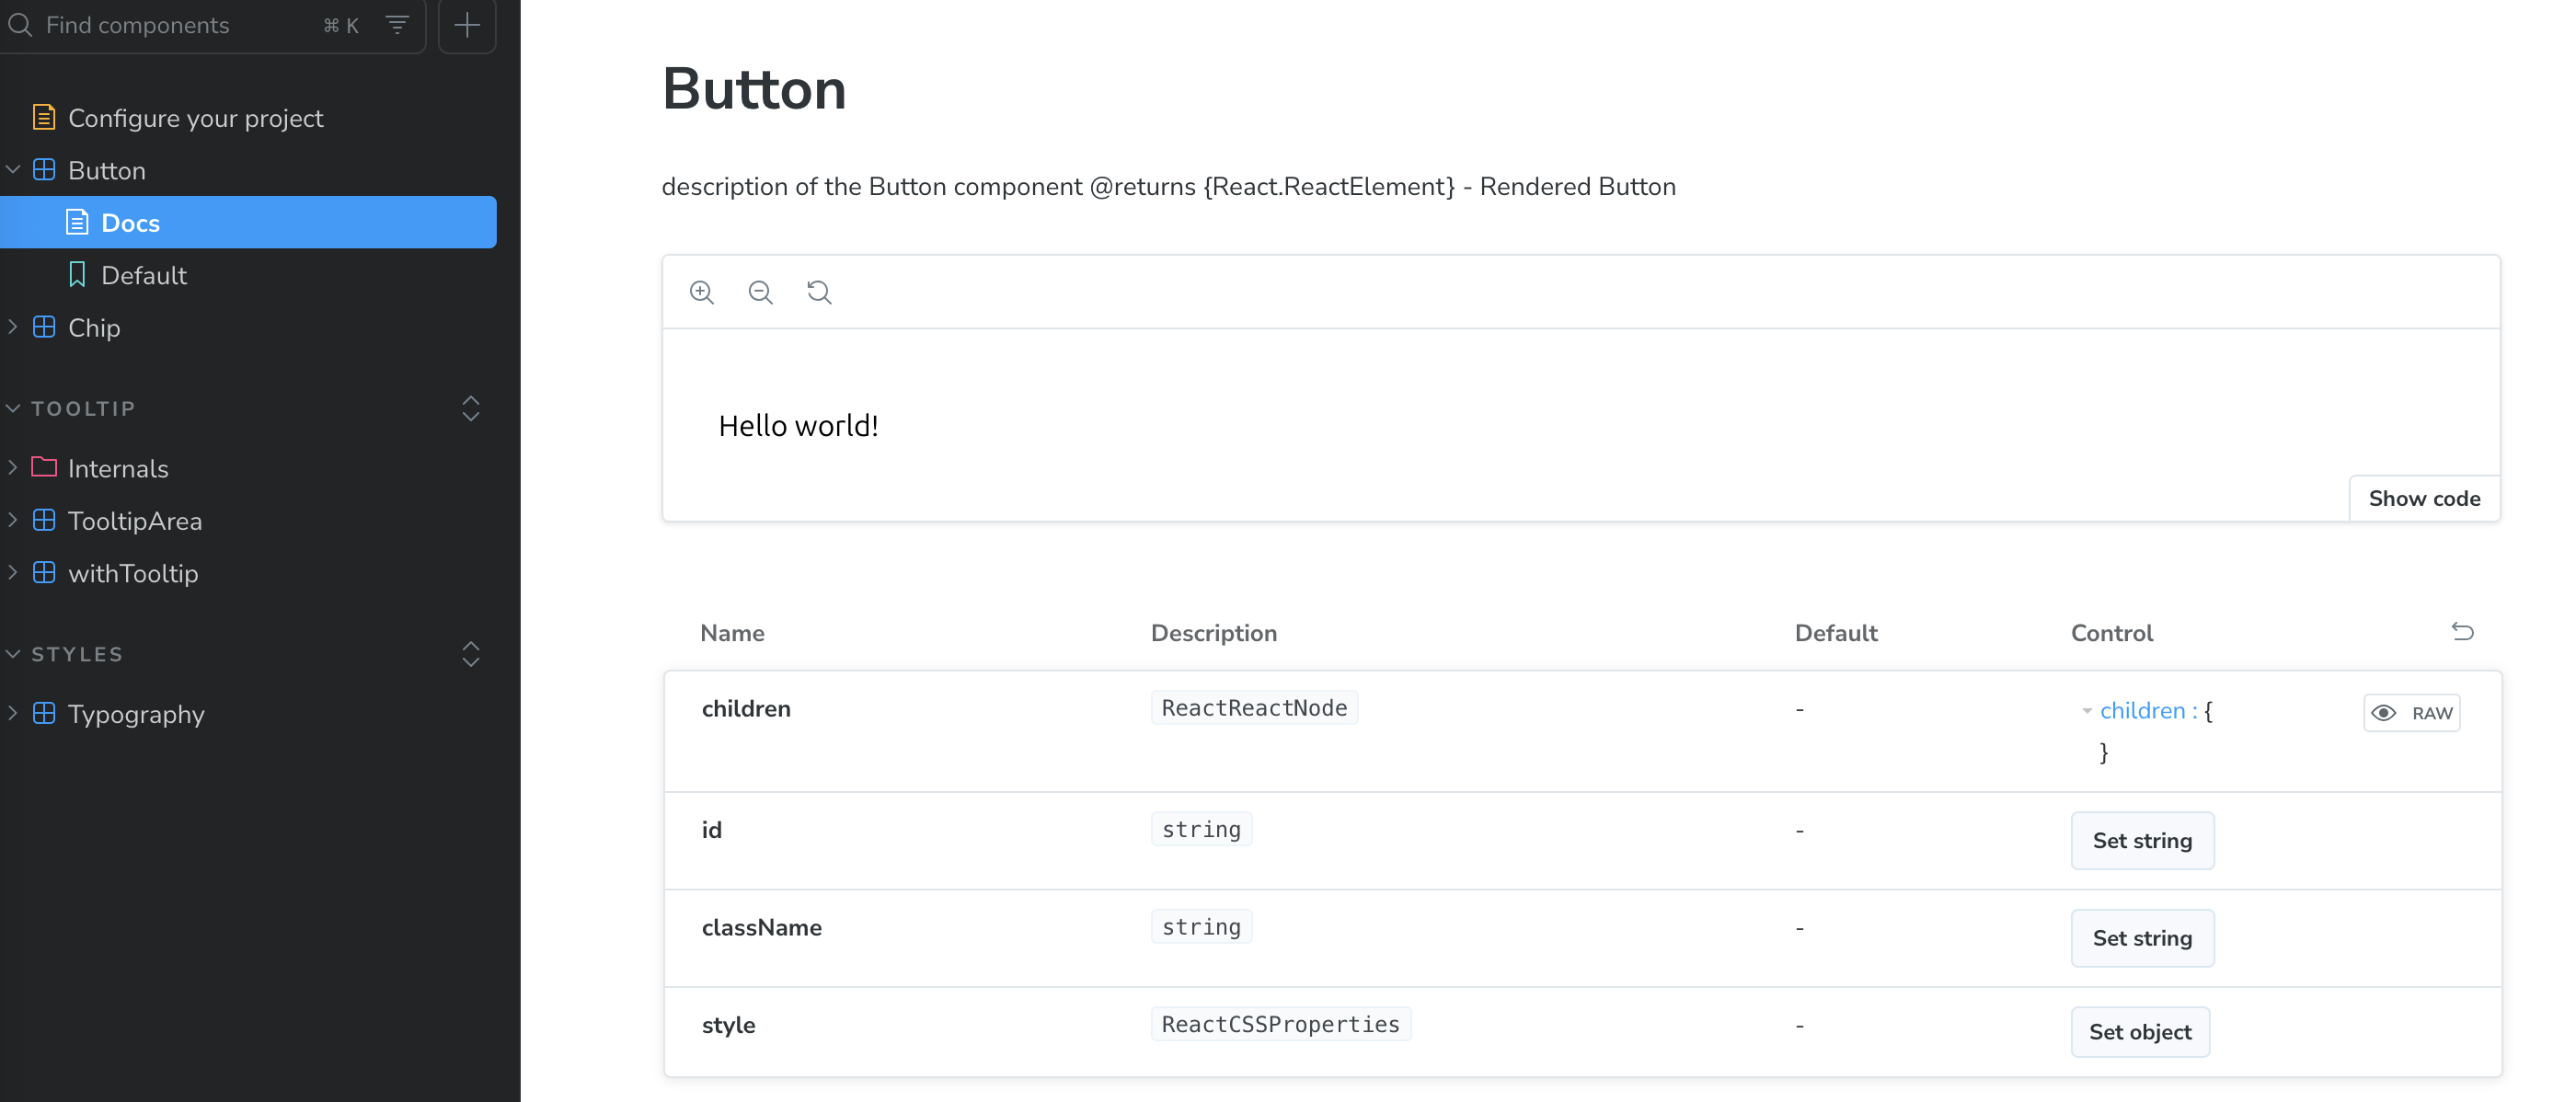 Find components ⌘ K
Configure your project
Button
Docs
Default
Chip
TOOLTIP
Internals
TooltipArea
withTooltip
STYLES
Typography
Button
description of the Button component @returns {React.ReactElement} - Rendered Button
Hello world!
Show code
Name Description Default Control
children ReactReactNode - children : {
}
RAW
id string - Set string
className string - Set string
style ReactCSSProperties - Set object